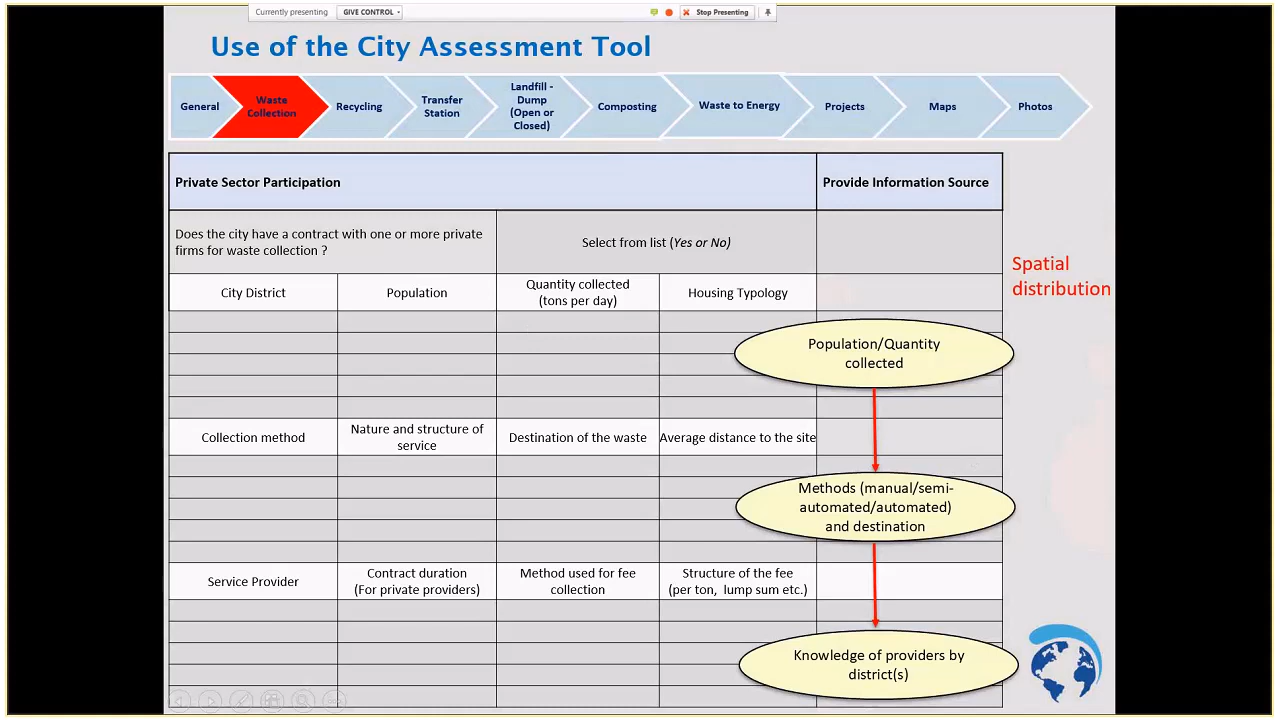 Currently presenting
GIVE CONTROL
Stop Presenting
Use of the City Assessment Tool
General
Waste
Collection
Recycling
Transfer
Station
Landfill -
Dump
(Open or
Closed)
Composting
Waste to Energy
Projects
Maps
Photos
Private Sector Participation
Provide Information Source
Does the city have a contract with one or more private
firms for waste collection ?
Select from list (Yes or No)
Spatial
distribution
City District
Population
Quantity collected
(tons per day)
Housing Typology
Population/Quantity
collected
Collection method
Nature and structure of
service
Destination of the waste
Average distance to the site
Methods (manual/semi-
automated/automated)
and destination
Service Provider
Contract duration
(For private providers)
Method used for fee
collection
Structure of the fee
(per ton, lump sum etc.)
Knowledge of providers by
district(s)